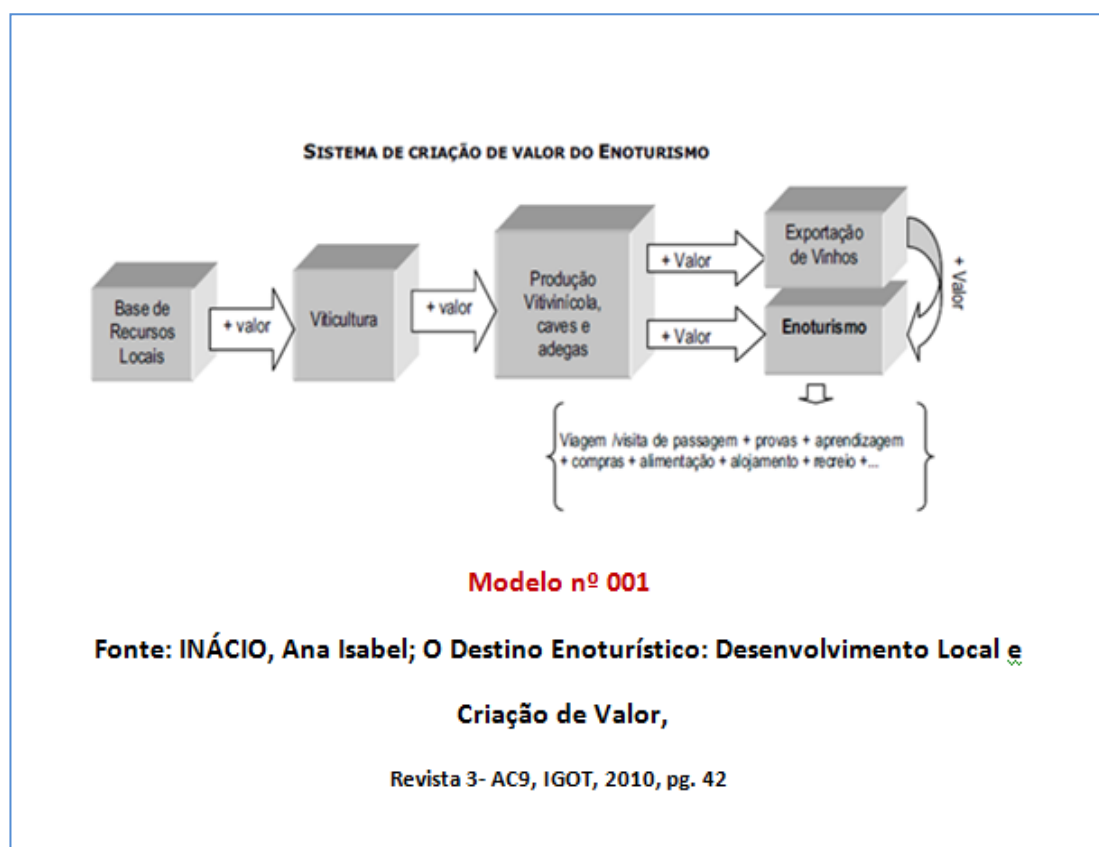 SISTEMA DE CRIAÇÃO DE VALOR DO ENOTURISMO
Base de
Recursos
Locais
+ valor
Viticultura
+ valor
Produção
Vitivinícola,
caves e
adegas
+ Valor
+ Valor
Exportação
de Vinhos
Enoturismo
+ Valor
Viagem /visita de passagem + provas + aprendizagem
+ compras + alimentação + alojamento + recreio +...
Modelo nº 001
Fonte: INÁCIO, Ana Isabel; O Destino Enoturístico: Desenvolvimento Local e
Criação de Valor,
Revista 3- AC9, IGOT, 2010, pg. 42